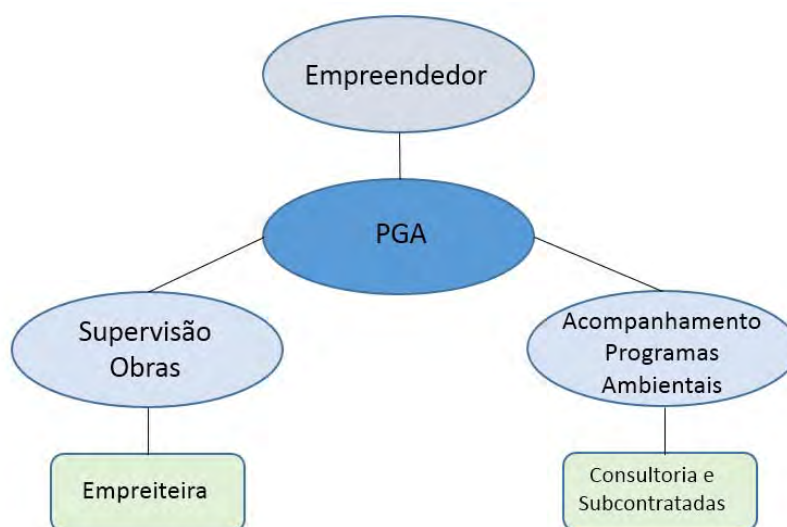 Empreendedor
PGA
Supervisão
Obras
Acompanhamento
Programas
Ambientais
Empreiteira
Consultoria e
Subcontratadas